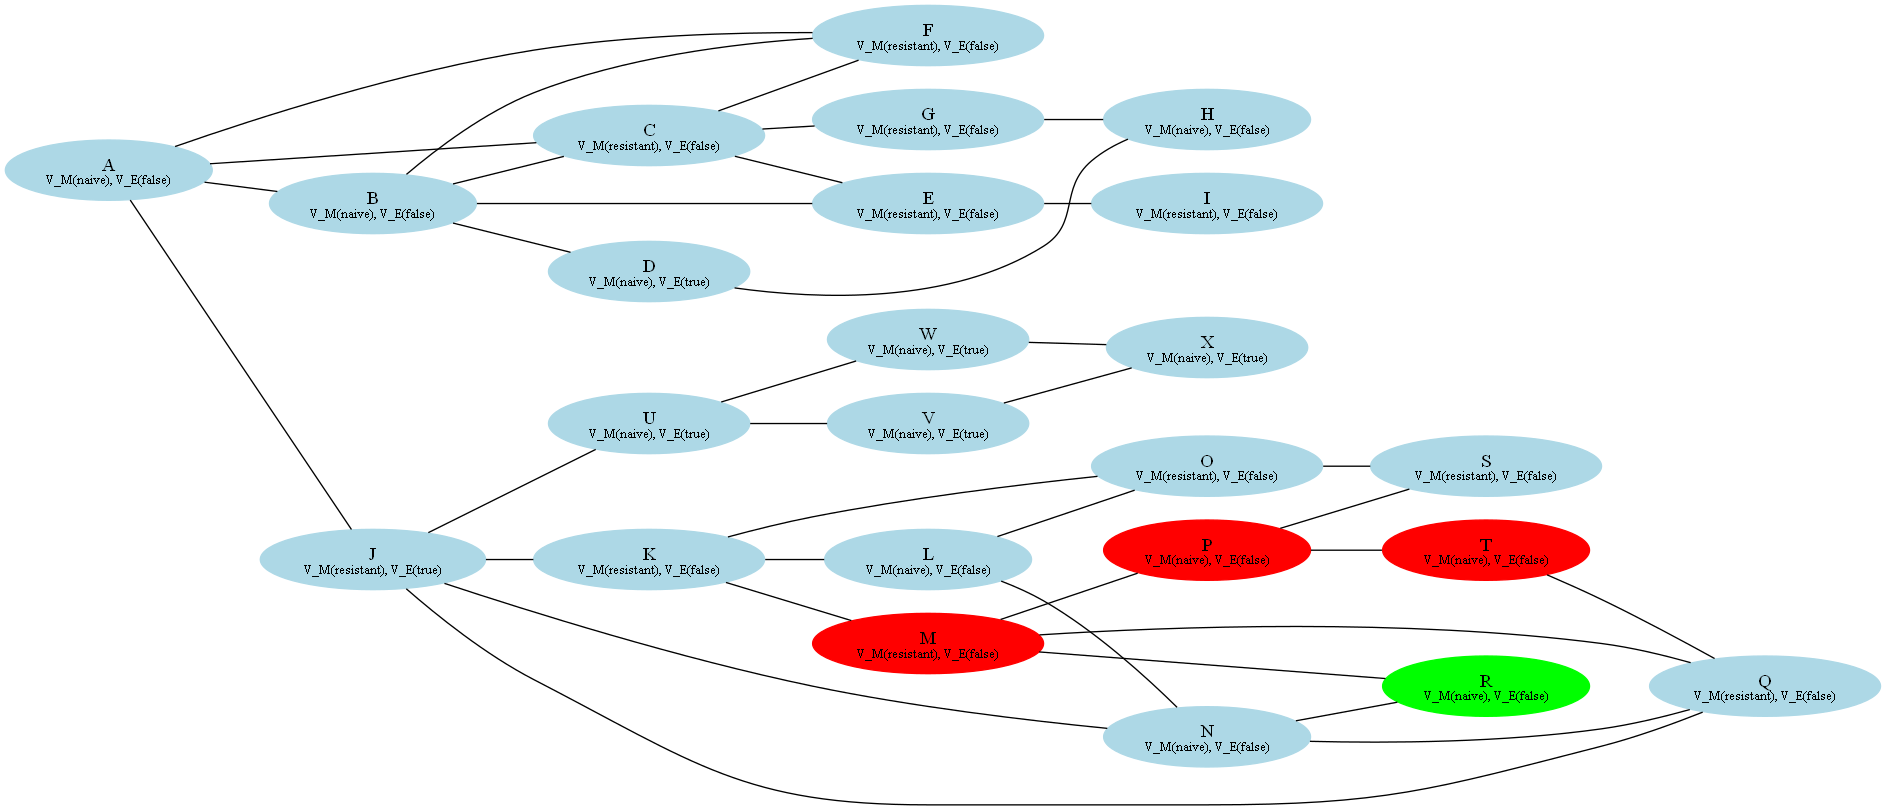 F
V_M(resistant), V_E(false)
G
V_M(resistant), V_E(false)
H
V_M(naive), V_E(false)
C
V_M(resistant), V_E(false)
A
V_M(naive), V_E(false)
B
V_M(naive), V_E(false)
E
V_M(resistant), V_E(false)
I
V_M(resistant), V_E(false)
D
V_M(naive), V_E(true)
W
V_M(naive), V_E(true)
X
V_M(naive), V_E(true)
U
V_M(naive), V_E(true)
V
V_M(naive), V_E(true)
O
V_M(resistant), V_E(false)
S
V_M(resistant), V_E(false)
J
V_M(resistant), V_E(true)
K
V_M(resistant), V_E(false)
L
V_M(naive), V_E(false)
P
V_M(naive), V_E(false)
T
V_M(naive), V_E(false)
M
V_M(resistant), V_E(false)
R
V_M(naive), V_E(false)
Q
V_M(resistant), V_E(false)
N
V_M(naive), V_E(false)